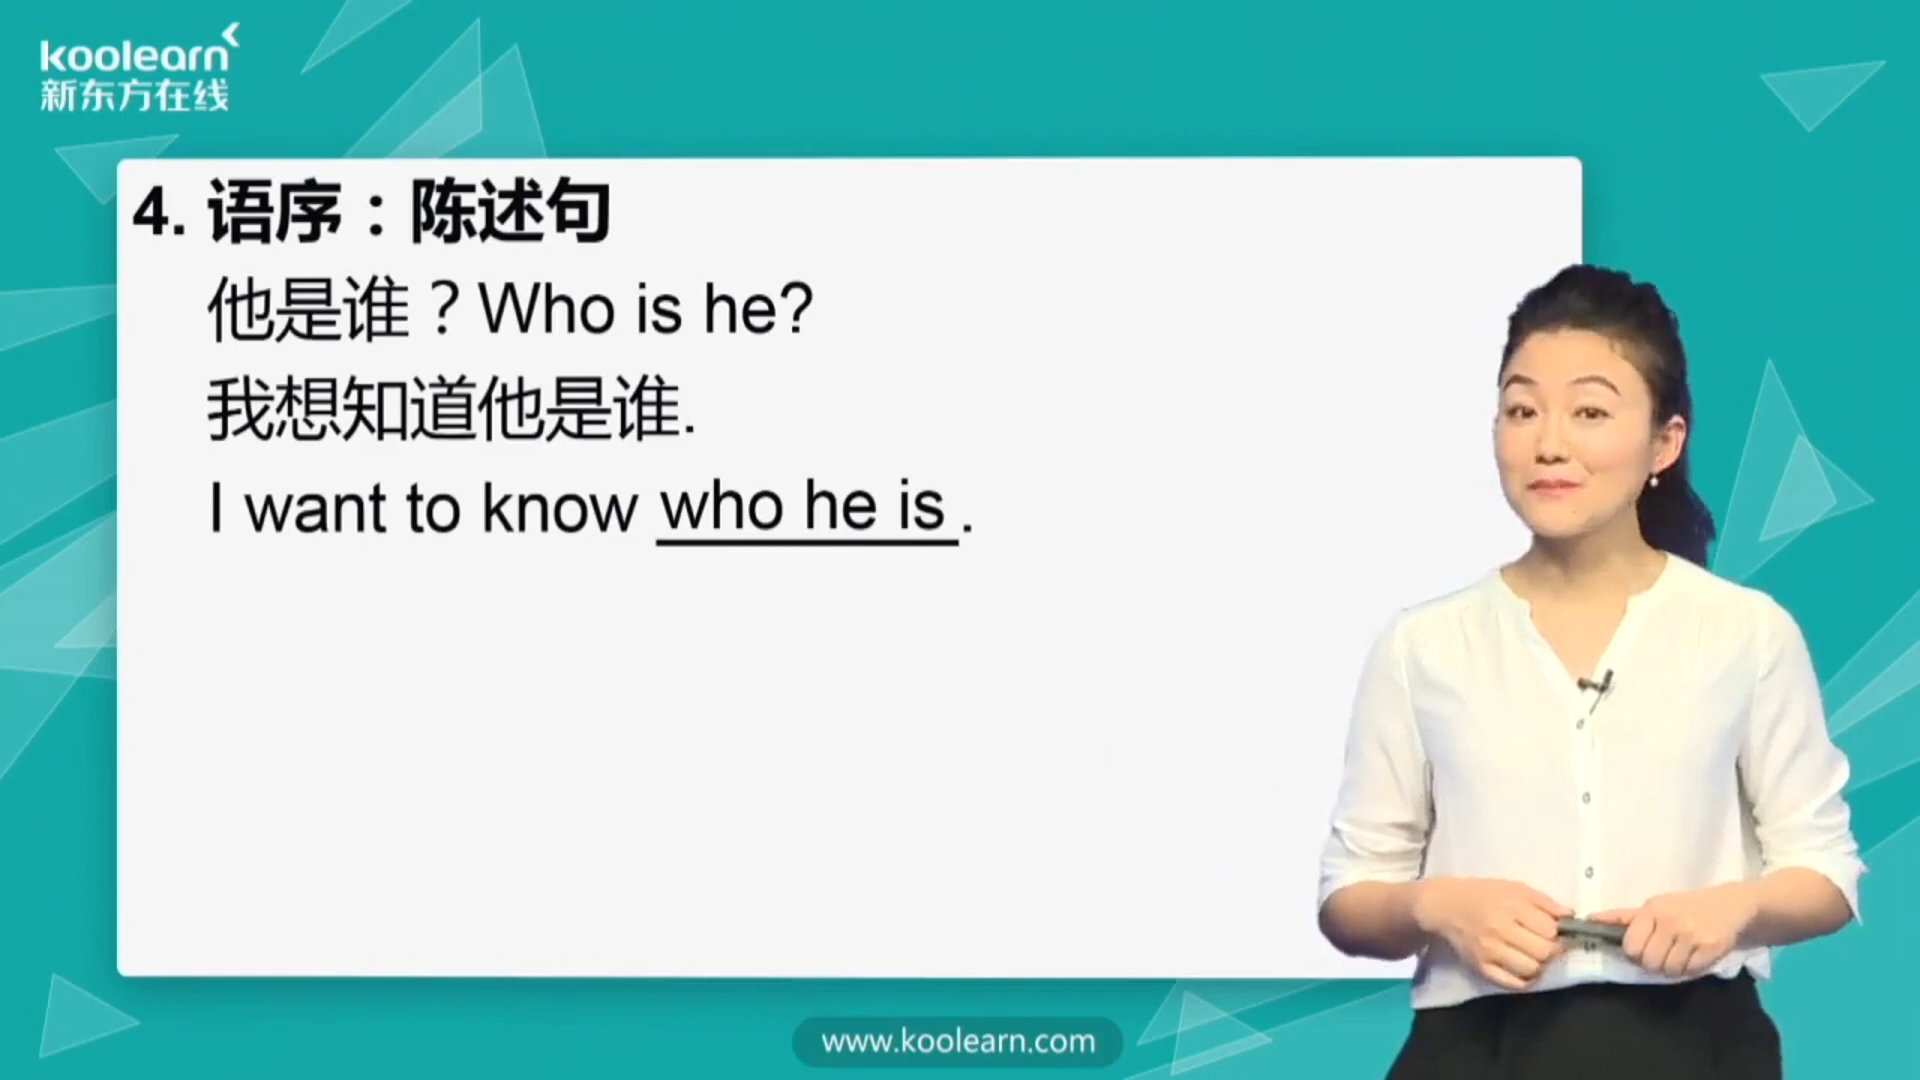 koolearn
新东方在线
4. 语序：陈述句
他是谁？Who is he?
我想知道他是谁.
I want to know who he is.
www.koolearn.com